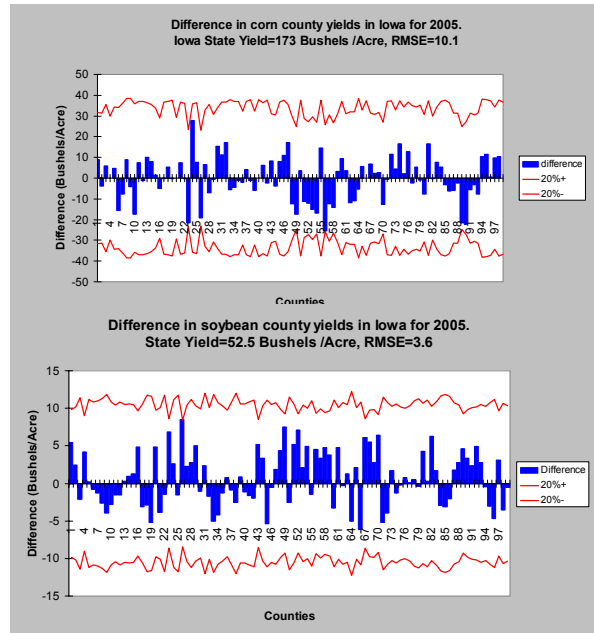 Difference in corn county yields in Iowa for 2005.
Iowa State Yield=173 Bushels /Acre, RMSE=10.1
Difference (Bushels/Acre)
50
40
30
20
10
0
-10
-20
-30
-40
-50
1 4 7 10 13 16 19 22 25 28 31 34 37 40 43 46 49 52 55 58 61 64 67 70 73 76 79 82 85 88 91 94 97
Counties
difference
20%+
20%-
Difference in soybean county yields in Iowa for 2005.
State Yield=52.5 Bushels /Acre, RMSE=3.6
Difference (Bushels/Acre)
15
10
5
0
-5
-10
-15
1 4 7 10 13 16 19 22 25 28 31 34 37 40 43 46 49 52 55 58 61 64 67 70 73 76 79 82 85 88 91 94 97
Counties
Difference
20%+
20%-